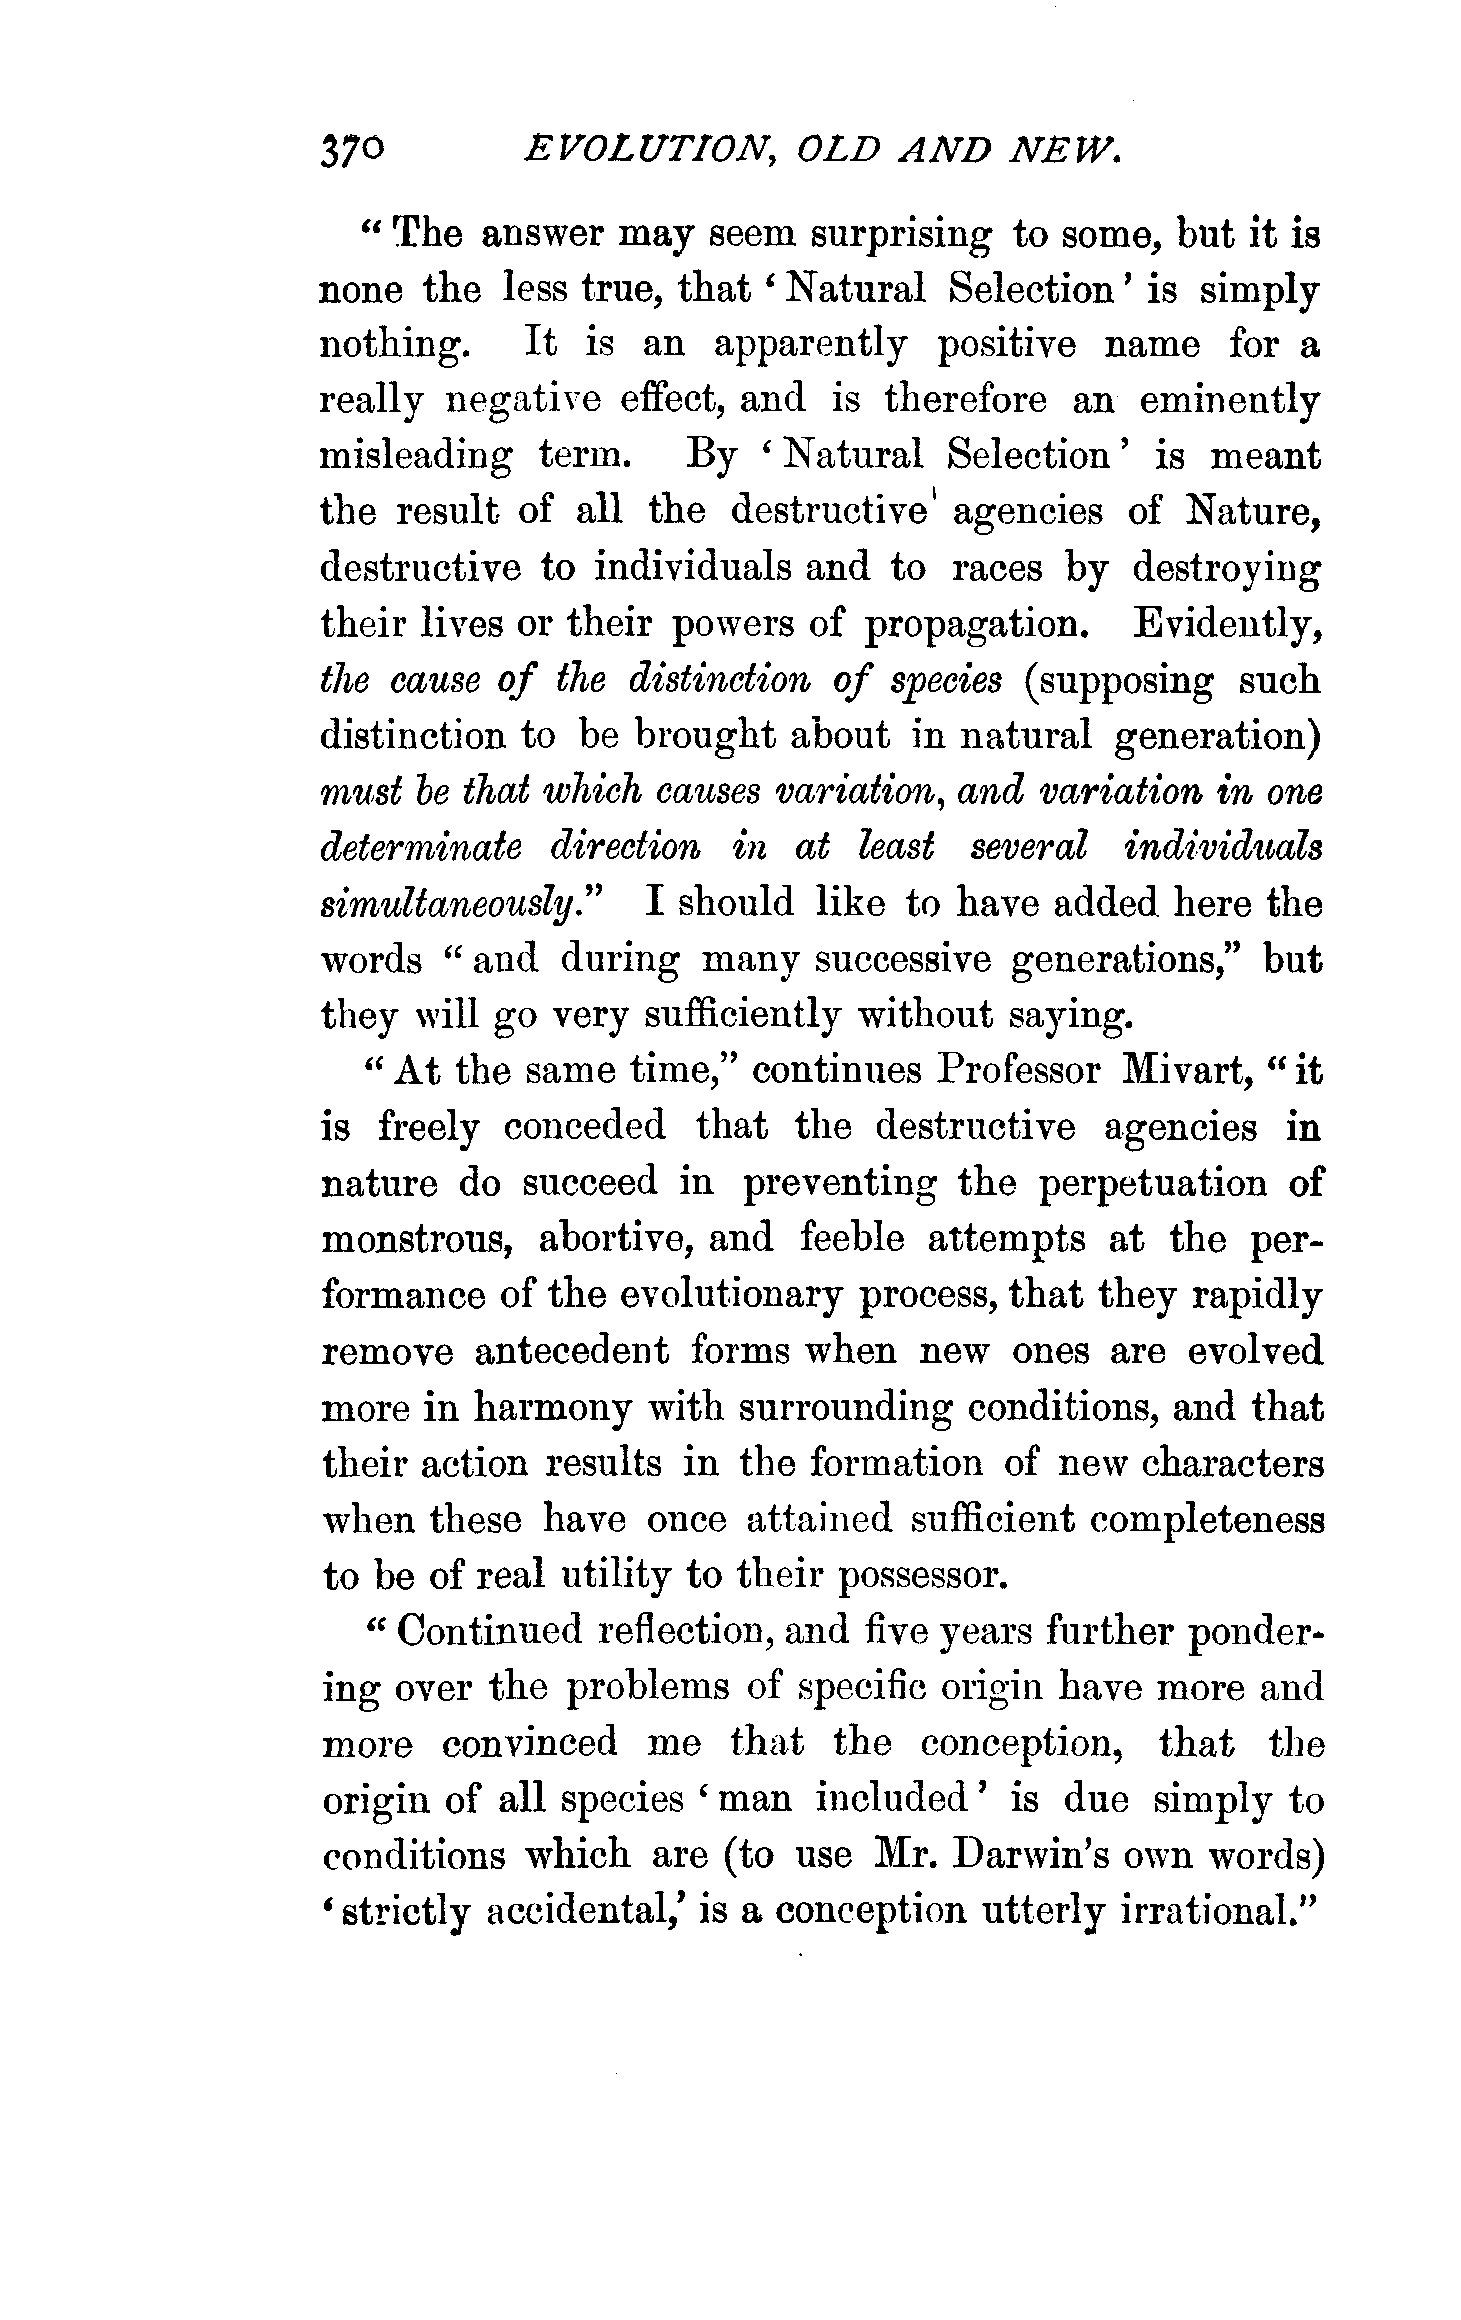 370 EVOLUTION, OLD AND NEW.
“ The answer may seem surprising to some, but it is
none the less true, that ‘ Natural Selection ’ is simply
nothing. It is an apparently positive name for a
really negative effect, and is therefore an eminently
misleading term. By ‘ Natural Selection ’ is meant
the result of all the destructive agencies of Nature,
destructive to individuals and to races by destroying
their lives or their powers of propagation. Evidently,
the cause of the distinction of species (supposing such
distinction to be brought about in natural generation)
must be that which causes variation, and variation in one
determinate direction in at least several individuals
simultaneously.” I should like to have added here the
words “ and during many successive generations,” but
they will go very sufficiently without saying.
“ At the same time,” continues Professor Mivart, “ it
is freely conceded that the destructive agencies in
nature do succeed in preventing the perpetuation of
monstrous, abortive, and feeble attempts at the per-
formance of the evolutionary process, that they rapidly
remove antecedent forms when new ones are evolved
more in harmony with surrounding conditions, and that
their action results in the formation of new characters
when these have once attained sufficient completeness
to be of real utility to their possessor.
“ Continued reflection, and five years further ponder-
ing over the problems of specific origin have more and
more convinced me that the conception, that the
origin of all species ‘ man included ’ is due simply to
conditions which are (to use Mr. Darwin’s own words)
‘ strictly accidental,’ is a conception utterly irrational.”